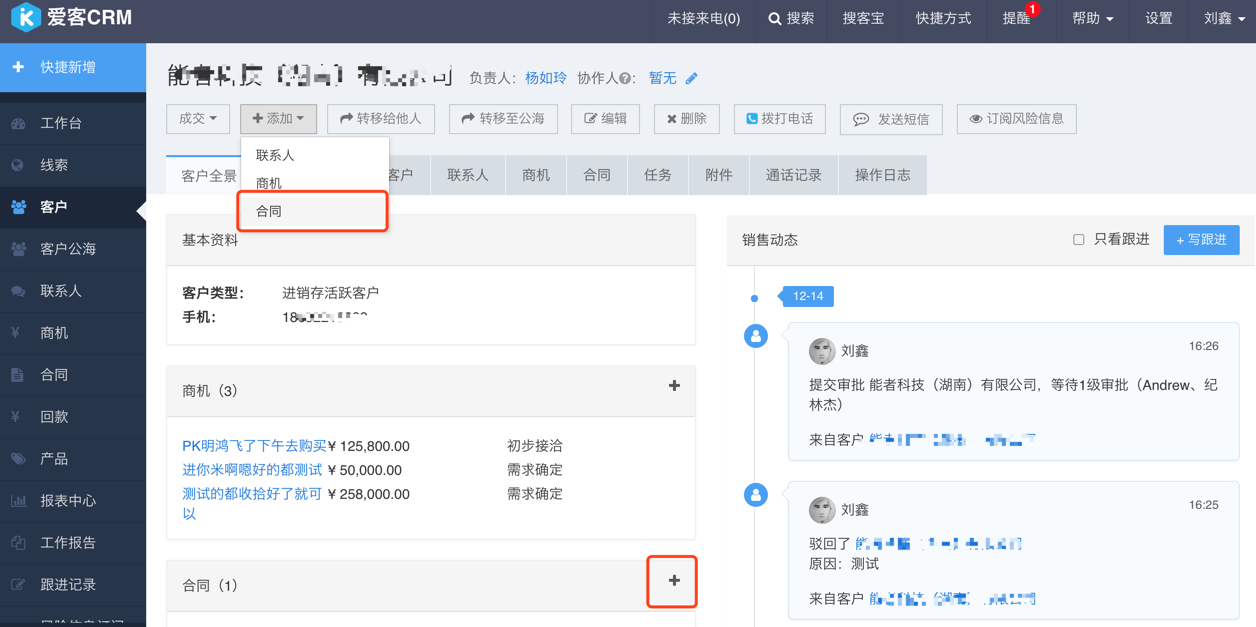 爱客CRM
未接来电(0)
搜索
搜客宝
快捷方式
提醒
1
帮助
设置
刘鑫
快捷新增
工作台
线索
客户
客户公海
联系人
商机
合同
回款
产品
报表中心
工作报告
跟进记录
负责人：杨如玲 协作人?： 暂无
成交
添加
转移给他人
转移至公海
编辑
删除
拨打电话
发送短信
订阅风险信息
联系人
商机
合同
客户全景
客户
联系人
商机
合同
任务
附件
通话记录
操作日志
基本资料
客户类型： 进销存活跃客户
手机：
商机（3）
PK明鸿飞了下午去购买¥ 125,800.00 初步接洽
进你米啊嗯好的都测试 ¥ 50,000.00 需求确定
测试的都收拾好了就可 ¥ 258,000.00 需求确定
以
合同（1）
销售动态
只看跟进
+ 写跟进
12-14
刘鑫 16:26
提交审批 能者科技（湖南）有限公司，等待1级审批（Andrew、纪
林杰）
来自客户
刘鑫 16:25
驳回了
原因：测试
来自客户